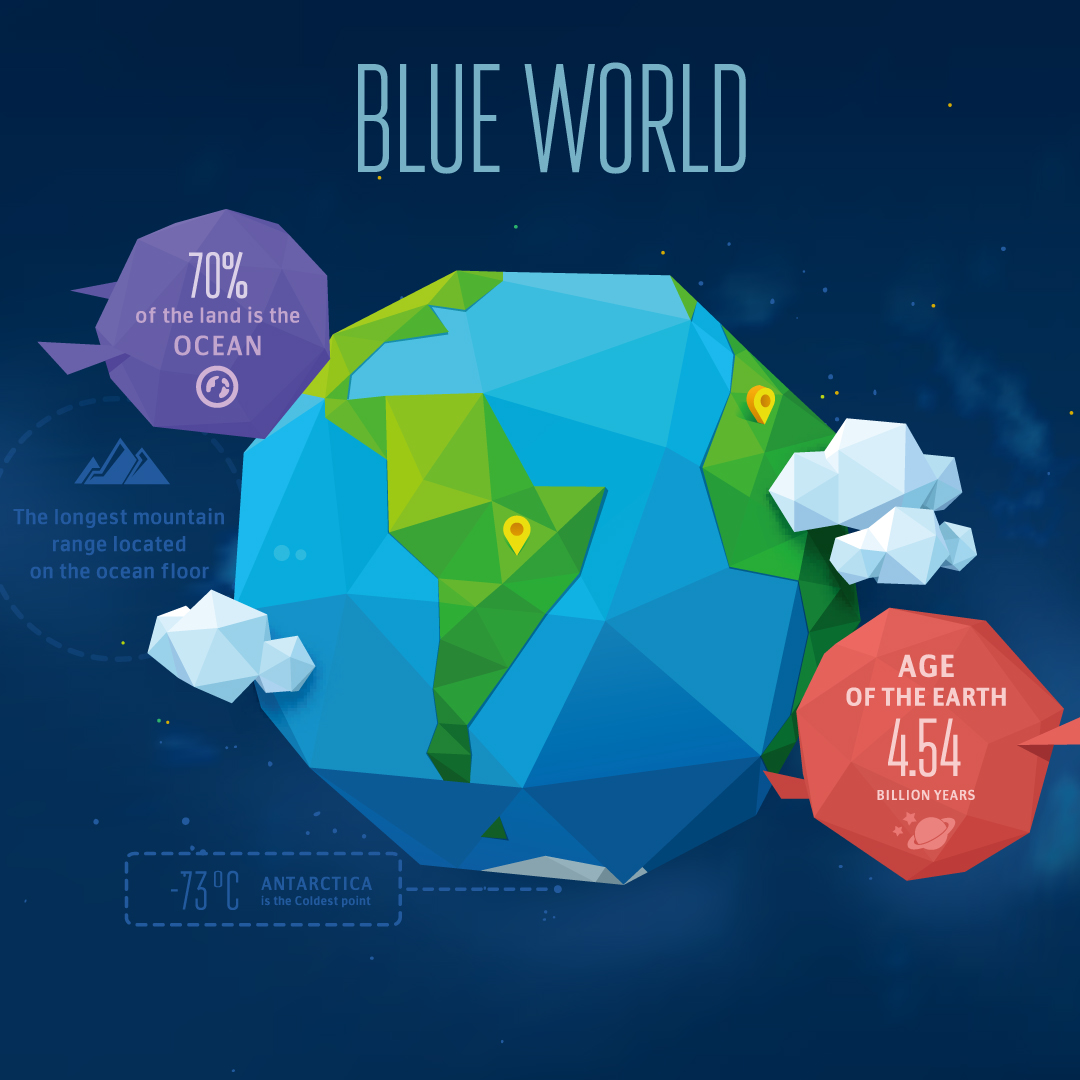 BLUE WORLD
70%
of the land is the
OCEAN
The longest mountain
range located
on the ocean floor
AGE
OF THE EARTH
4.54
BILLION YEARS
-73°C
ANTARCTICA
is the Coldest point